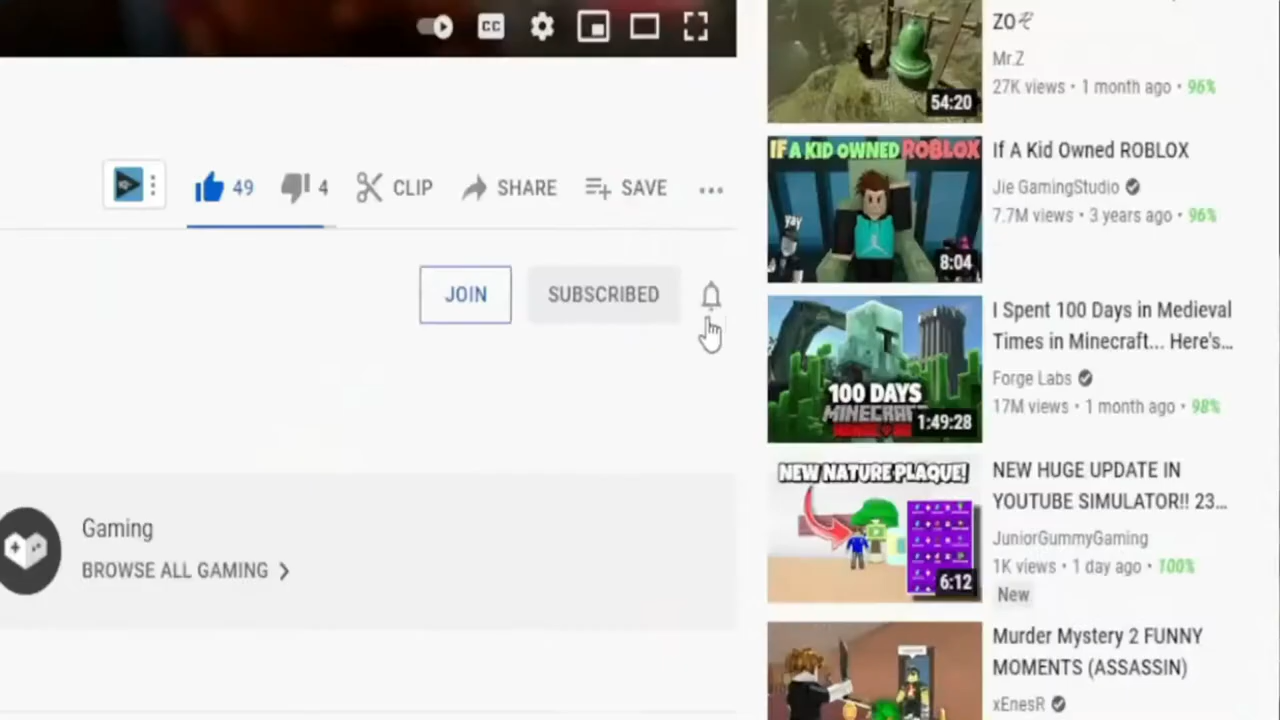 CC
49
4
CLIP
SHARE
SAVE
JOIN
SUBSCRIBED
Gaming
BROWSE ALL GAMING
54:20
ZOぞ
Mr.Z
27K views • 1 month ago • 96%
IF A KID OWNED ROBLOX
yay
8:04
If A Kid Owned ROBLOX
Jie GamingStudio
7.7M views • 3 years ago • 96%
100 DAYS
MINECRAFT
1:49:28
I Spent 100 Days in Medieval
Times in Minecraft... Here's...
Forge Labs
17M views • 1 month ago • 98%
NEW NATURE PLAQUE!
6:12
NEW HUGE UPDATE IN
YOUTUBE SIMULATOR!! 23...
JuniorGummyGaming
1K views • 1 day ago • 100%
New
Murder Mystery 2 FUNNY
MOMENTS (ASSASSIN)
xEnesR